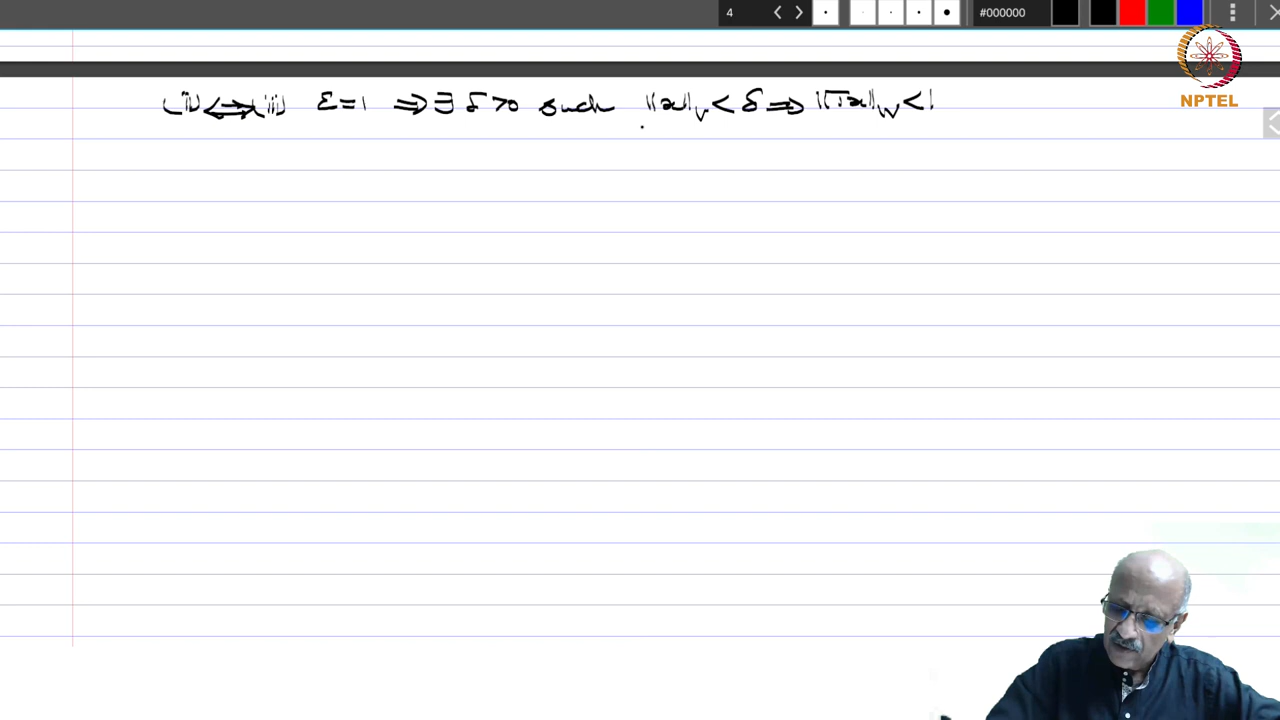 4 #000000
NPTEL
(ii) ⟺ (iii) ε = 1 ⟹ ∃ δ > 0 such ||x||_V < δ ⟹ ||Tx||_W < 1